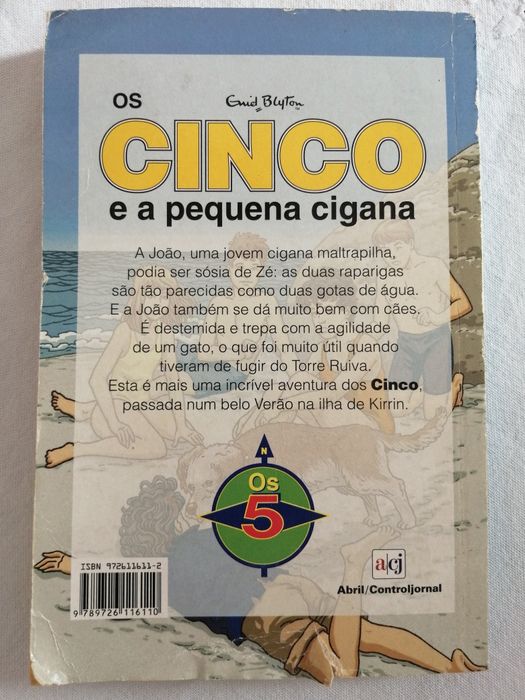 OS
Enid Blyton
CINCO
e a pequena cigana
A João, uma jovem cigana maltrapilha,
podia ser sósia de Zé: as duas raparigas
são tão parecidas como duas gotas de água.
E a João também se dá muito bem com cães.
É destemida e trepa com a agilidade
de um gato, o que foi muito útil quando
tiveram de fugir do Torre Ruiva.
Esta é mais uma incrível aventura dos Cinco,
passada num belo Verão na ilha de Kirrin.
N
Os
5
ISBN 972611611-2
9 789726 116110
a|cj
Abril/Controljornal